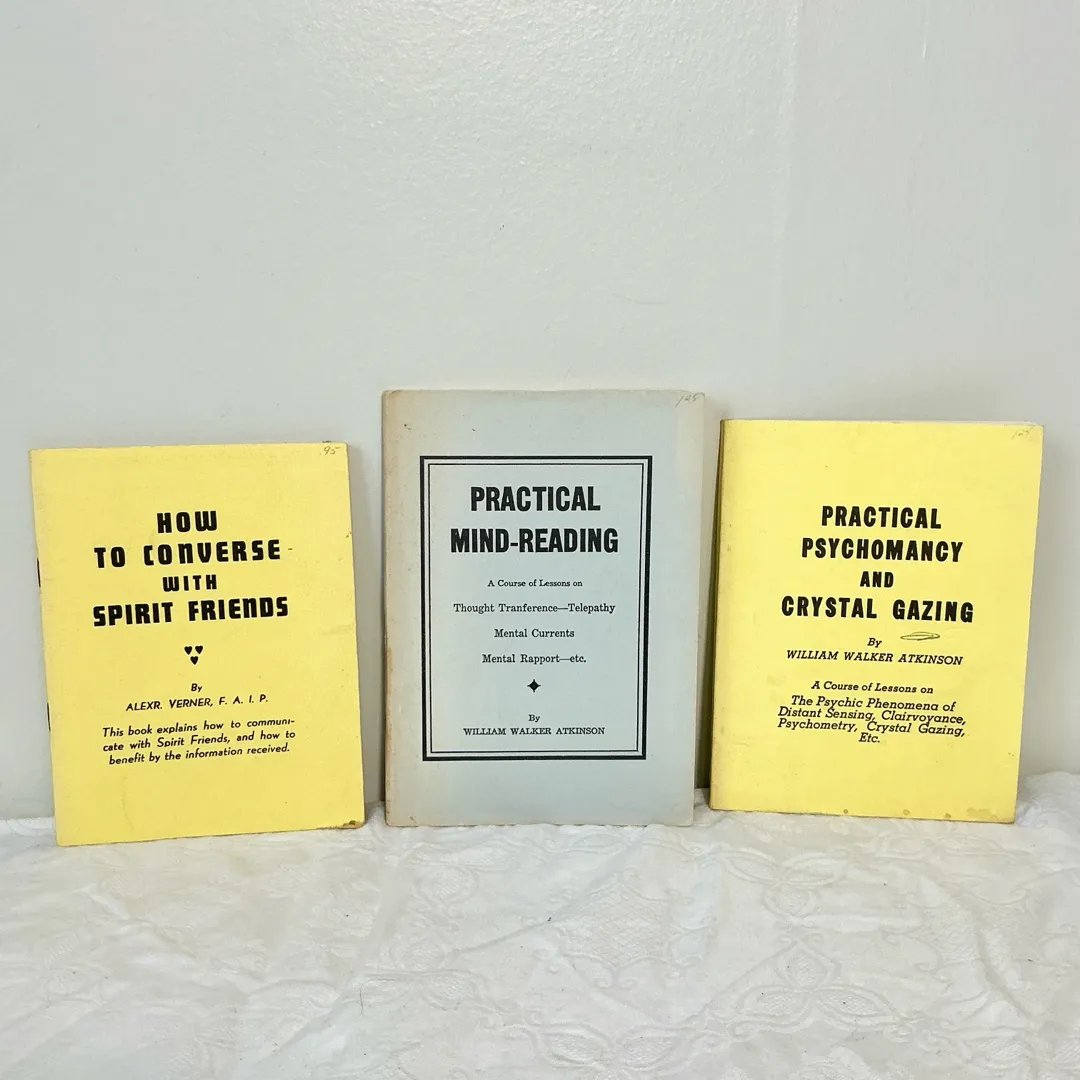 .95
HOW
TO CONVERSE
WITH
SPIRIT FRIENDS
By
ALEXR. VERNER, F. A. I. P.
This book explains how to communi-
cate with Spirit Friends, and how to
benefit by the information received.
125
PRACTICAL
MIND-READING
A Course of Lessons on
Thought Tranference—Telepathy
Mental Currents
Mental Rapport—etc.
By
WILLIAM WALKER ATKINSON
PRACTICAL
PSYCHOMANCY
AND
CRYSTAL GAZING
By
WILLIAM WALKER ATKINSON
A Course of Lessons on
The Psychic Phenomena of
Distant Sensing, Clairvoyance,
Psychometry, Crystal Gazing,
Etc.